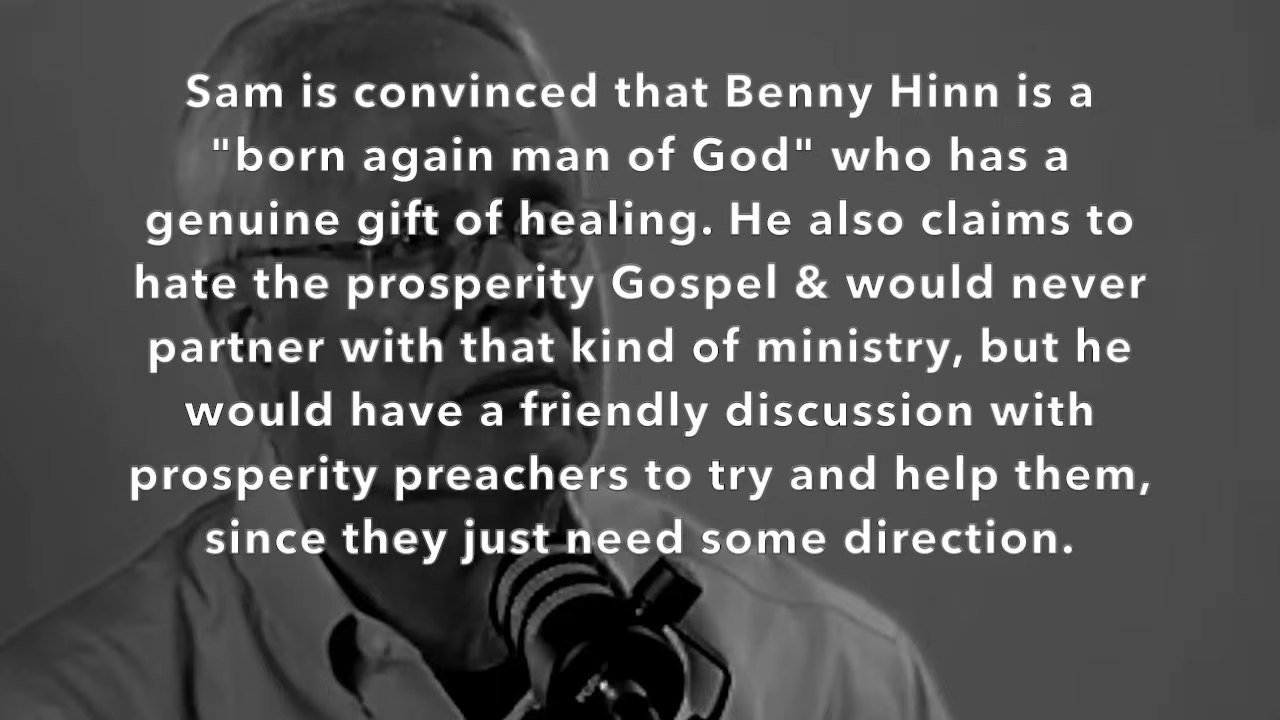 Sam is convinced that Benny Hinn is a
"born again man of God" who has a
genuine gift of healing. He also claims to
hate the prosperity Gospel & would never
partner with that kind of ministry, but he
would have a friendly discussion with
prosperity preachers to try and help them,
since they just need some direction.